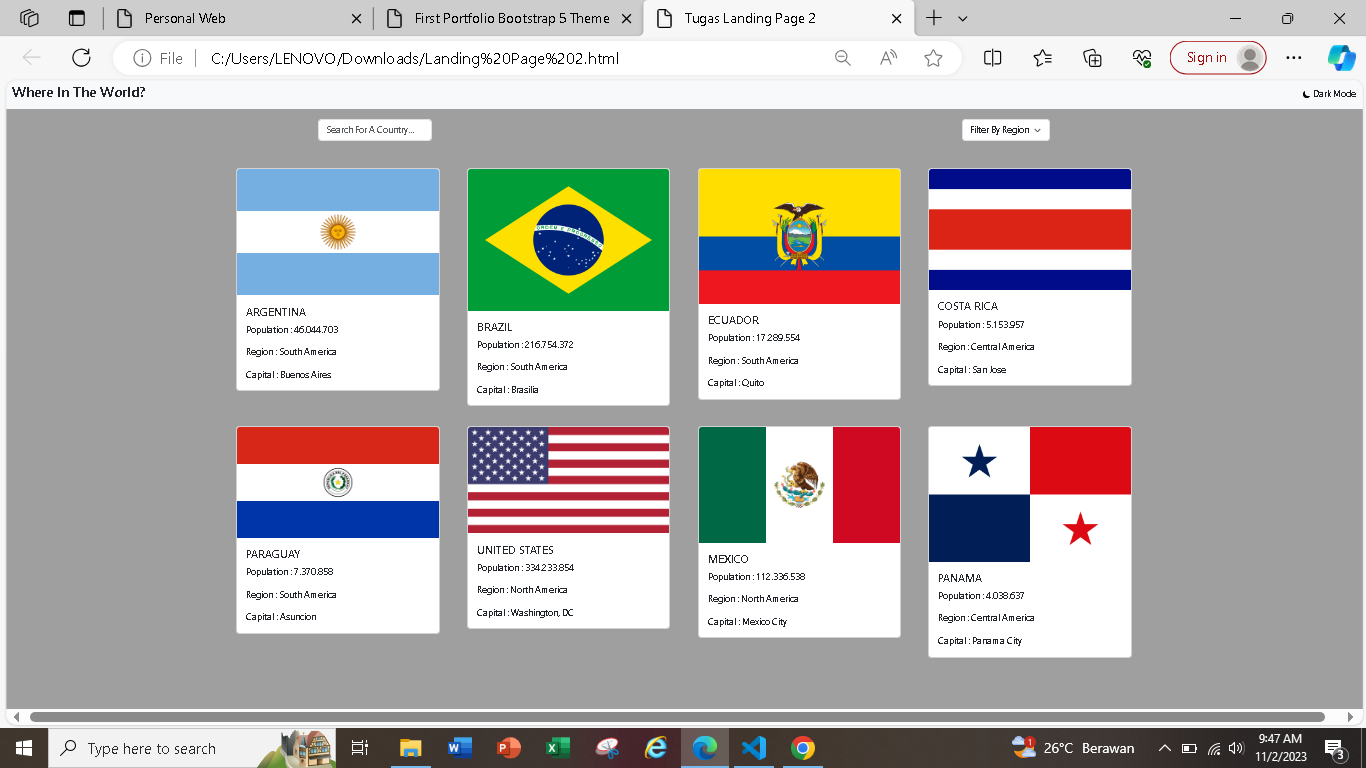 Personal Web
First Portfolio Bootstrap 5 Theme
Tugas Landing Page 2
File
C:/Users/LENOVO/Downloads/Landing%20Page%202.html
Sign in
Where In The World?
Dark Mode
Search For A Country...
Filter By Region
ARGENTINA
Population : 46.044.703
Region : South America
Capital : Buenos Aires
BRAZIL
Population : 216.754.372
Region : South America
Capital : Brasilia
ECUADOR
Population : 17.289.554
Region : South America
Capital : Quito
COSTA RICA
Population : 5.153.957
Region : Central America
Capital : San Jose
PARAGUAY
Population : 7.370.858
Region : South America
Capital : Asuncion
UNITED STATES
Population : 334.233.854
Region : North America
Capital : Washington, DC
MEXICO
Population : 112.336.538
Region : North America
Capital : Mexico City
PANAMA
Population : 4.038.637
Region : Central America
Capital : Panama City
Type here to search
26°C Berawan
9:47 AM
11/2/2023
3